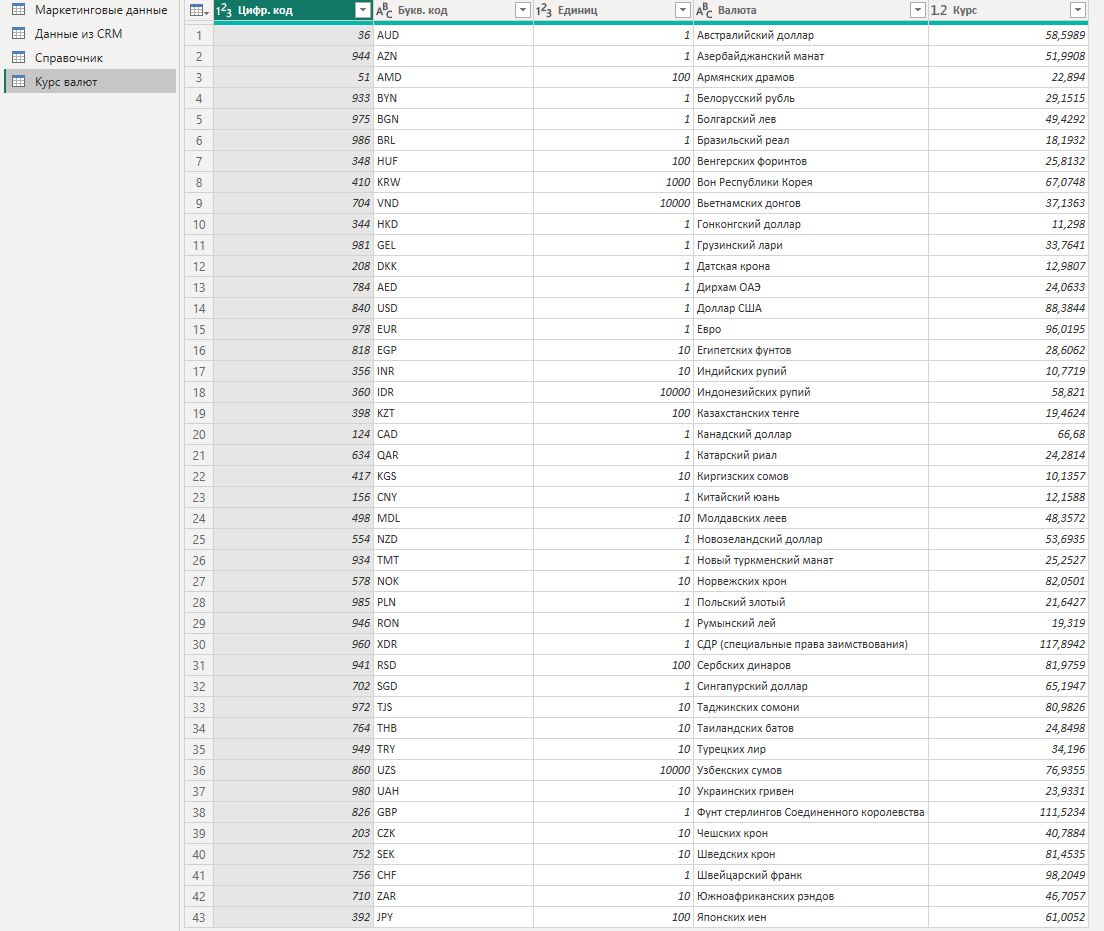 Маркетинговые данные
Данные из CRM
Справочник
Курс валют
1²3 Цифр. код ABC Букв. код 1²3 Единиц ABC Валюта 1.2 Курс
1 36 AUD 1 Австралийский доллар 58,5989
2 944 AZN 1 Азербайджанский манат 51,9908
3 51 AMD 100 Армянских драмов 22,894
4 933 BYN 1 Белорусский рубль 29,1515
5 975 BGN 1 Болгарский лев 49,4292
6 986 BRL 1 Бразильский реал 18,1932
7 348 HUF 100 Венгерских форинтов 25,8132
8 410 KRW 1000 Вон Республики Корея 67,0748
9 704 VND 10000 Вьетнамских донгов 37,1363
10 344 HKD 1 Гонконгский доллар 11,298
11 981 GEL 1 Грузинский лари 33,7641
12 208 DKK 1 Датская крона 12,9807
13 784 AED 1 Дирхам ОАЭ 24,0633
14 840 USD 1 Доллар США 88,3844
15 978 EUR 1 Евро 96,0195
16 818 EGP 10 Египетских фунтов 28,6062
17 356 INR 10 Индийских рупий 10,7719
18 360 IDR 10000 Индонезийских рупий 58,821
19 398 KZT 100 Казахстанских тенге 19,4624
20 124 CAD 1 Канадский доллар 66,68
21 634 QAR 1 Катарский риал 24,2814
22 417 KGS 10 Киргизских сомов 10,1357
23 156 CNY 1 Китайский юань 12,1588
24 498 MDL 10 Молдавских леев 48,3572
25 554 NZD 1 Новозеландский доллар 53,6935
26 934 TMT 1 Новый туркменский манат 25,2527
27 578 NOK 10 Норвежских крон 82,0501
28 985 PLN 1 Польский злотый 21,6427
29 946 RON 1 Румынский лей 19,319
30 960 XDR 1 СДР (специальные права заимствования) 117,8942
31 941 RSD 100 Сербских динаров 81,9759
32 702 SGD 1 Сингапурский доллар 65,1947
33 972 TJS 10 Таджикских сомони 80,9826
34 764 THB 10 Таиландских батов 24,8498
35 949 TRY 10 Турецких лир 34,196
36 860 UZS 10000 Узбекских сумов 76,9355
37 980 UAH 10 Украинских гривен 23,9331
38 826 GBP 1 Фунт стерлингов Соединенного королевства 111,5234
39 203 CZK 10 Чешских крон 40,7884
40 752 SEK 10 Шведских крон 81,4535
41 756 CHF 1 Швейцарский франк 98,2049
42 710 ZAR 10 Южноафриканских рэндов 46,7057
43 392 JPY 100 Японских иен 61,0052